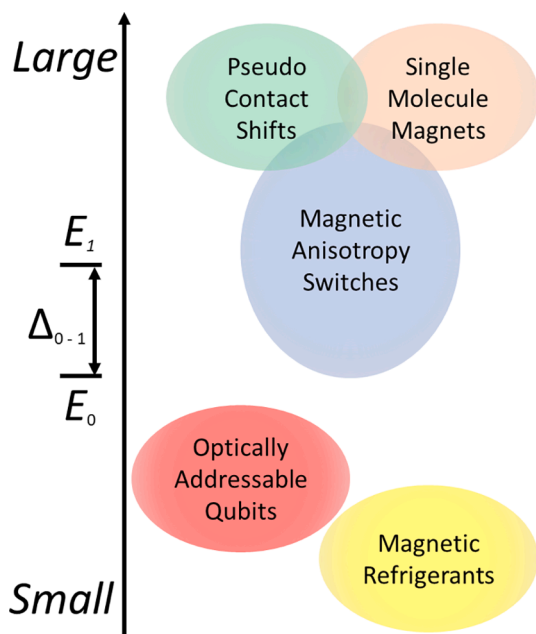 Large
Pseudo
Contact
Shifts
Single
Molecule
Magnets
Magnetic
Anisotropy
Switches
E₁
Δ₀₋₁
E₀
Optically
Addressable
Qubits
Magnetic
Refrigerants
Small